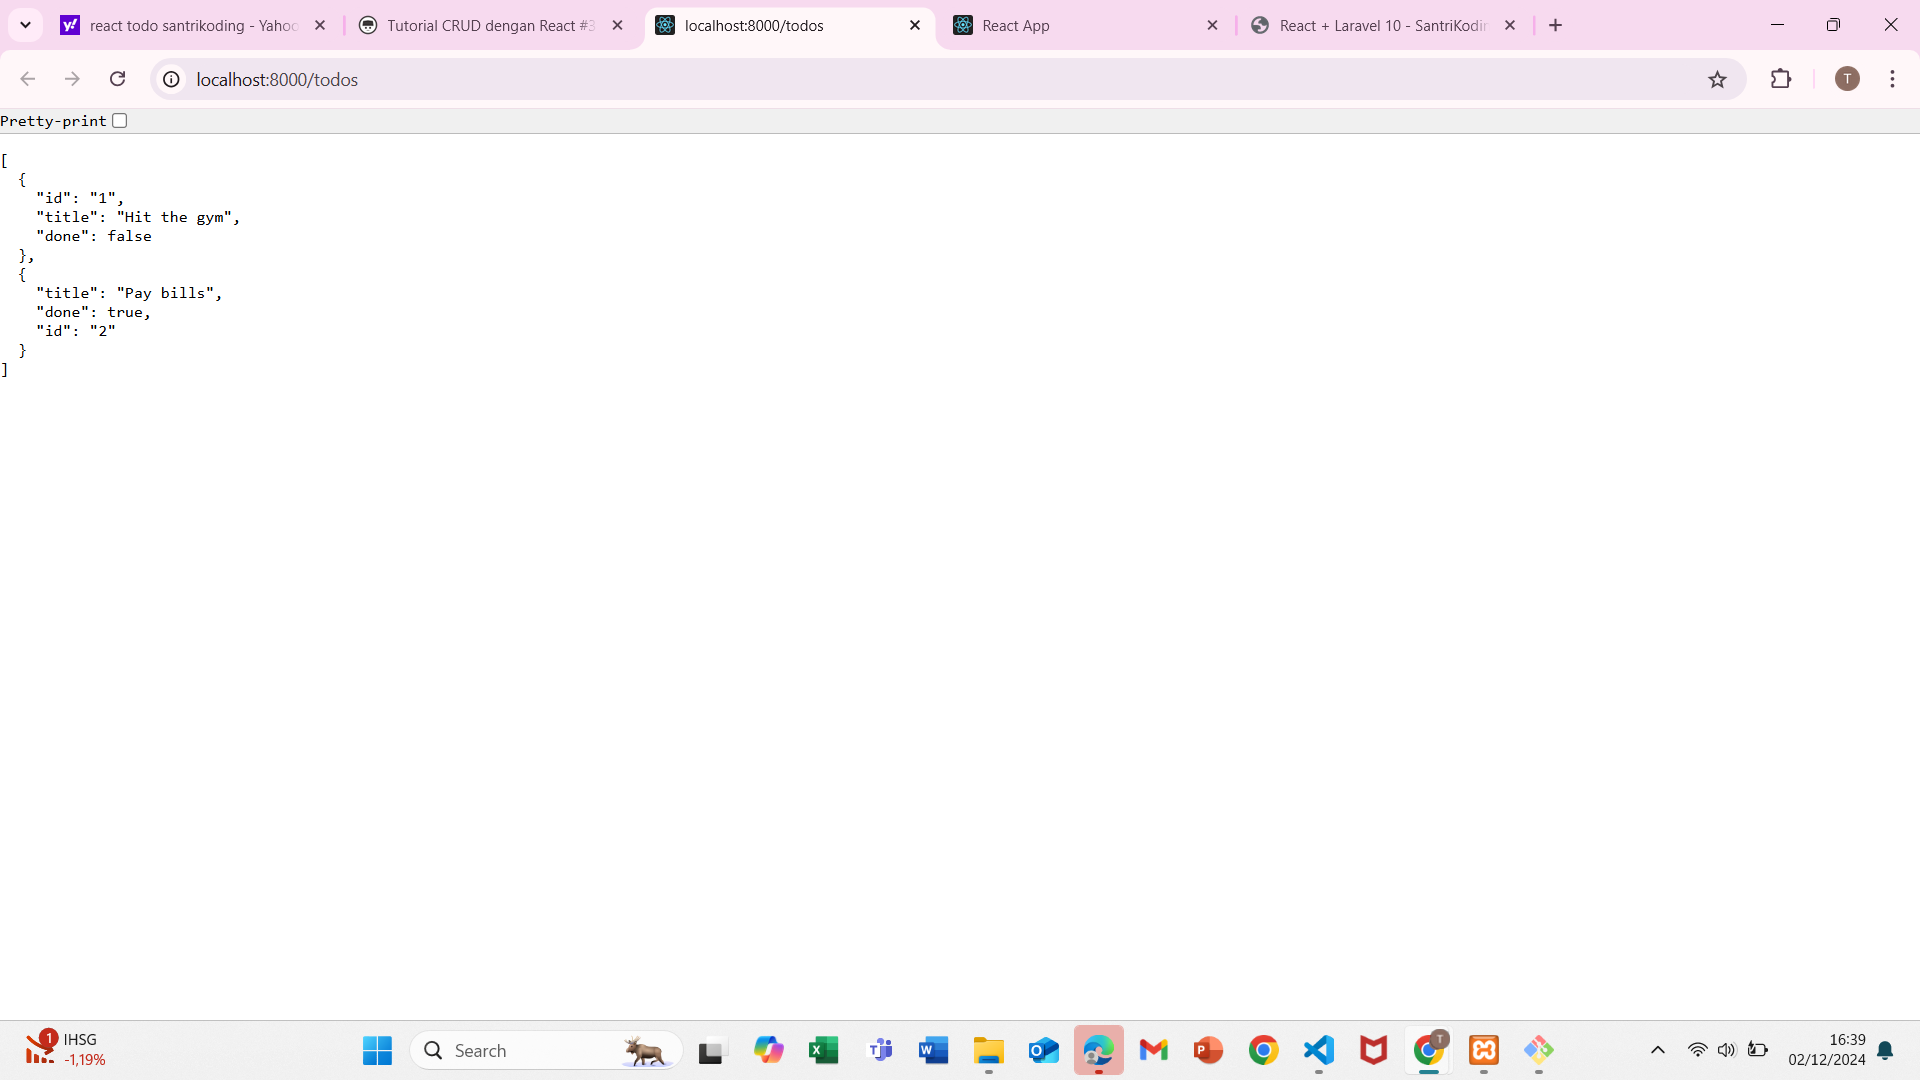 react todo santrikoding - Yahoo
Tutorial CRUD dengan React #3
localhost:8000/todos
React App
React + Laravel 10 - SantriKodin
localhost:8000/todos
T
Pretty-print
[
  {
    "id": "1",
    "title": "Hit the gym",
    "done": false
  },
  {
    "title": "Pay bills",
    "done": true,
    "id": "2"
  }
]
1
IHSG
-1,19%
Search
T
16:39
02/12/2024